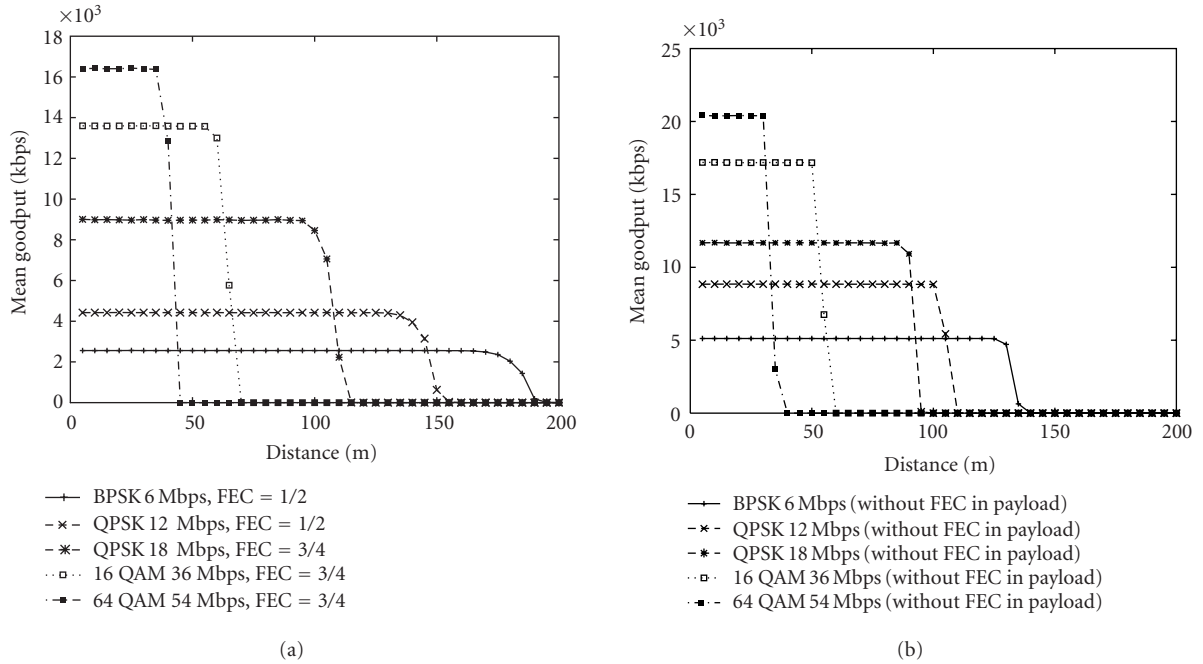 ×10³
18
16
14
12
10
8
6
4
2
0
Mean goodput (kbps)
0 50 100 150 200
Distance (m)
BPSK 6 Mbps, FEC = 1/2
QPSK 12 Mbps, FEC = 1/2
QPSK 18 Mbps, FEC = 3/4
16 QAM 36 Mbps, FEC = 3/4
64 QAM 54 Mbps, FEC = 3/4
(a)
×10³
25
20
15
10
5
0
Mean goodput (kbps)
0 50 100 150 200
Distance (m)
BPSK 6 Mbps (without FEC in payload)
QPSK 12 Mbps (without FEC in payload)
QPSK 18 Mbps (without FEC in payload)
16 QAM 36 Mbps (without FEC in payload)
64 QAM 54 Mbps (without FEC in payload)
(b)